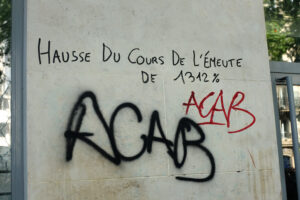 Hausse Du Cours De L'Émeute
De 1312%
ACAB
ACAB